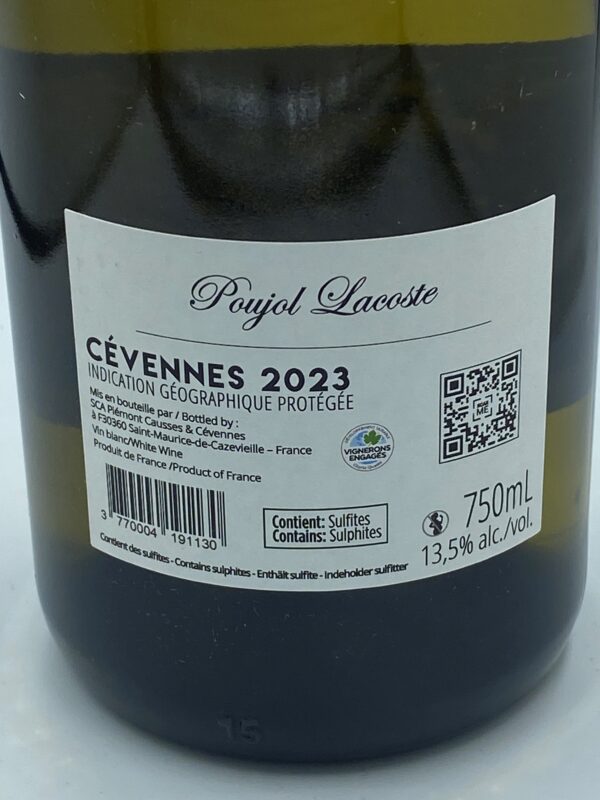 Poujol Lacoste
CÉVENNES 2023
INDICATION GÉOGRAPHIQUE PROTÉGÉE
Mis en bouteille par / Bottled by :
SCA Piémont Causses & Cévennes
à F30360 Saint-Maurice-de-Cazevieille – France
Vin blanc/White Wine
Produit de France /Product of France
VIGNERONS
ENGAGÉS
3 770004 191130
Contient: Sulfites
Contains: Sulphites
750mL
13,5% alc./vol.
Contient des sulfites - Contains sulphites - Enthält sulfite - Indeholder sulfitter
15